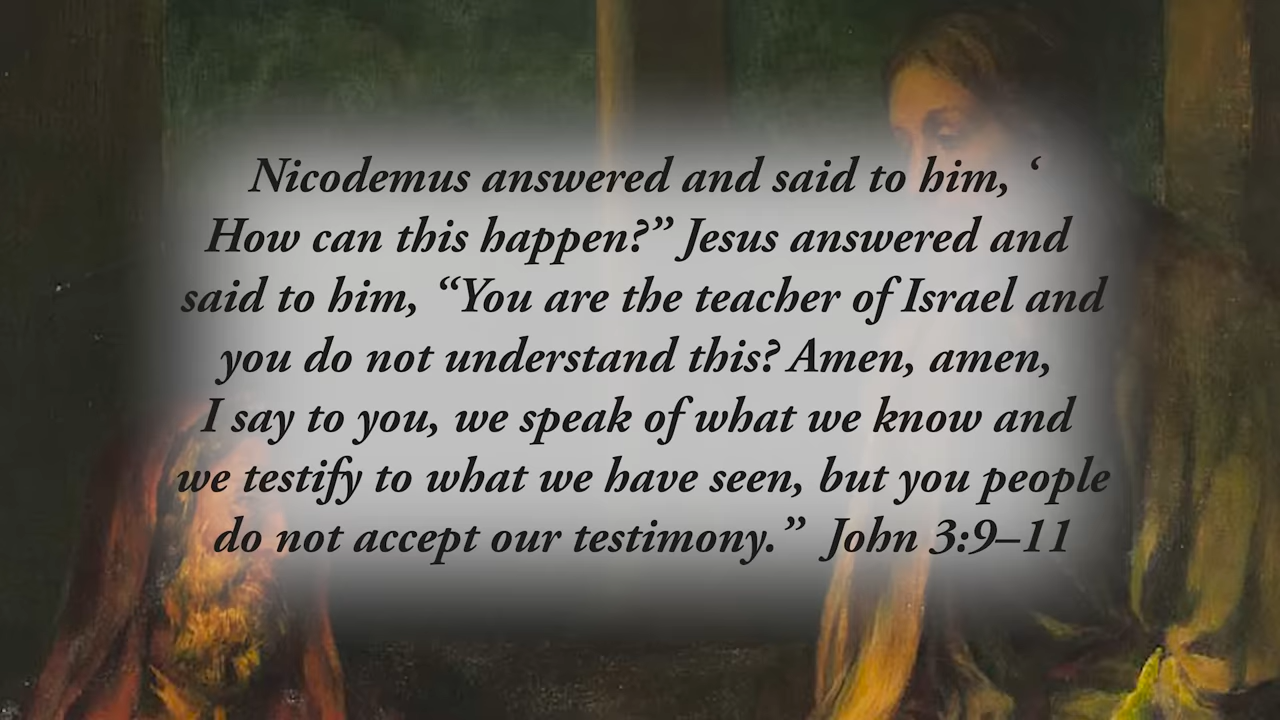 Nicodemus answered and said to him, ‘
How can this happen?” Jesus answered and
said to him, “You are the teacher of Israel and
you do not understand this? Amen, amen,
I say to you, we speak of what we know and
we testify to what we have seen, but you people
do not accept our testimony.” John 3:9–11